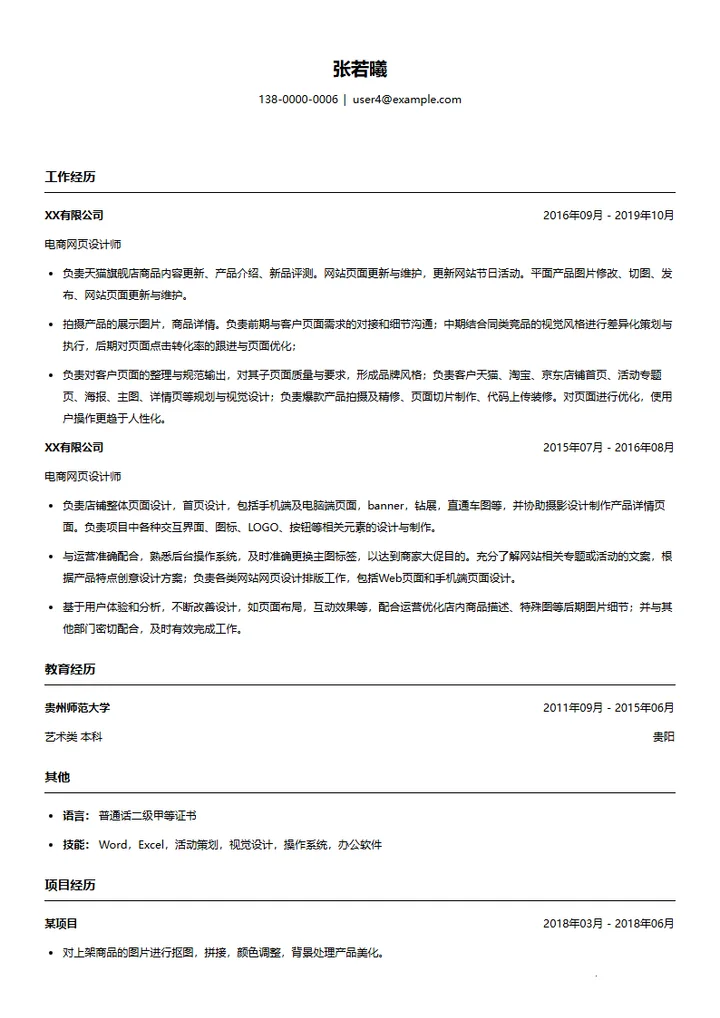 张若曦
138-0000-0006 | user4@example.com
工作经历
XX有限公司 2016年09月 - 2019年10月
电商网页设计师
• 负责天猫旗舰店商品内容更新、产品介绍、新品评测。网站页面更新与维护，更新网站节日活动。平面产品图片修改、切图、发
布、网站页面更新与维护。
• 拍摄产品的展示图片，商品详情。负责前期与客户页面需求的对接和细节沟通；中期结合同类竞品的视觉风格进行差异化策划与
执行，后期对页面点击转化率的跟进与页面优化；
• 负责对客户页面的整理与规范输出，对其子页面质量与要求，形成品牌风格；负责客户天猫、淘宝、京东店铺首页、活动专题
页、海报、主图、详情页等规划与视觉设计；负责爆款产品拍摄及精修、页面切片制作、代码上传装修。对页面进行优化，使用
户操作更趋于人性化。
XX有限公司 2015年07月 - 2016年08月
电商网页设计师
• 负责店铺整体页面设计，首页设计，包括手机端及电脑端页面，banner，钻展，直通车图等，并协助摄影设计制作产品详情页
面。负责项目中各种交互界面、图标、LOGO、按钮等相关元素的设计与制作。
• 与运营准确配合，熟悉后台操作系统，及时准确更换主图标签，以达到商家大促目的。充分了解网站相关专题或活动的文案，根
据产品特点创意设计方案；负责各类网站网页设计排版工作，包括Web页面和手机端页面设计。
• 基于用户体验和分析，不断改善设计，如页面布局，互动效果等，配合运营优化店内商品描述、特殊图等后期图片细节；并与其
他部门密切配合，及时有效完成工作。
教育经历
贵州师范大学 2011年09月 - 2015年06月
艺术类 本科 贵阳
其他
• 语言： 普通话二级甲等证书
• 技能： Word，Excel，活动策划，视觉设计，操作系统，办公软件
项目经历
某项目 2018年03月 - 2018年06月
• 对上架商品的图片进行抠图，拼接，颜色调整，背景处理产品美化。